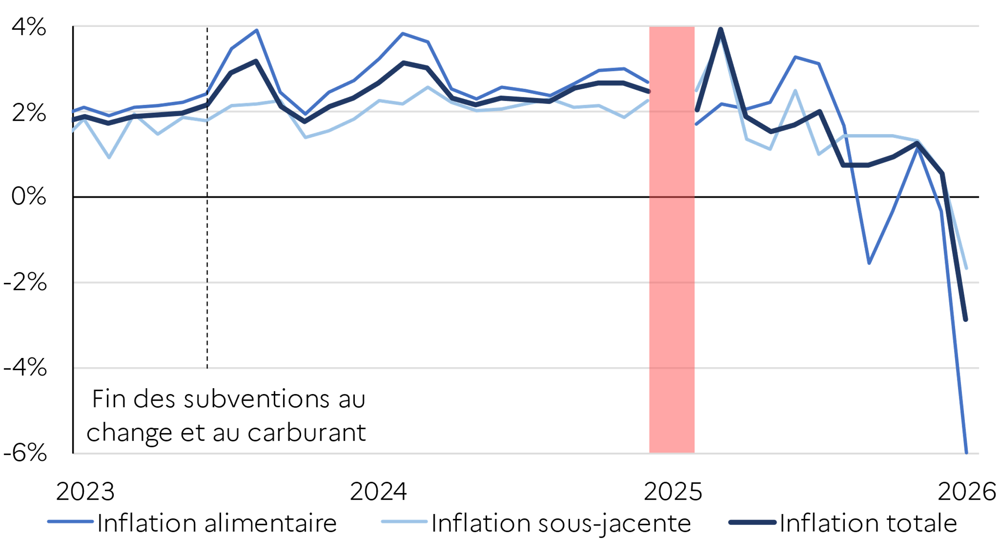 4%
2%
0%
-2%
-4%
-6%
Fin des subventions au
change et au carburant
2023 2024 2025 2026
Inflation alimentaire Inflation sous-jacente Inflation totale